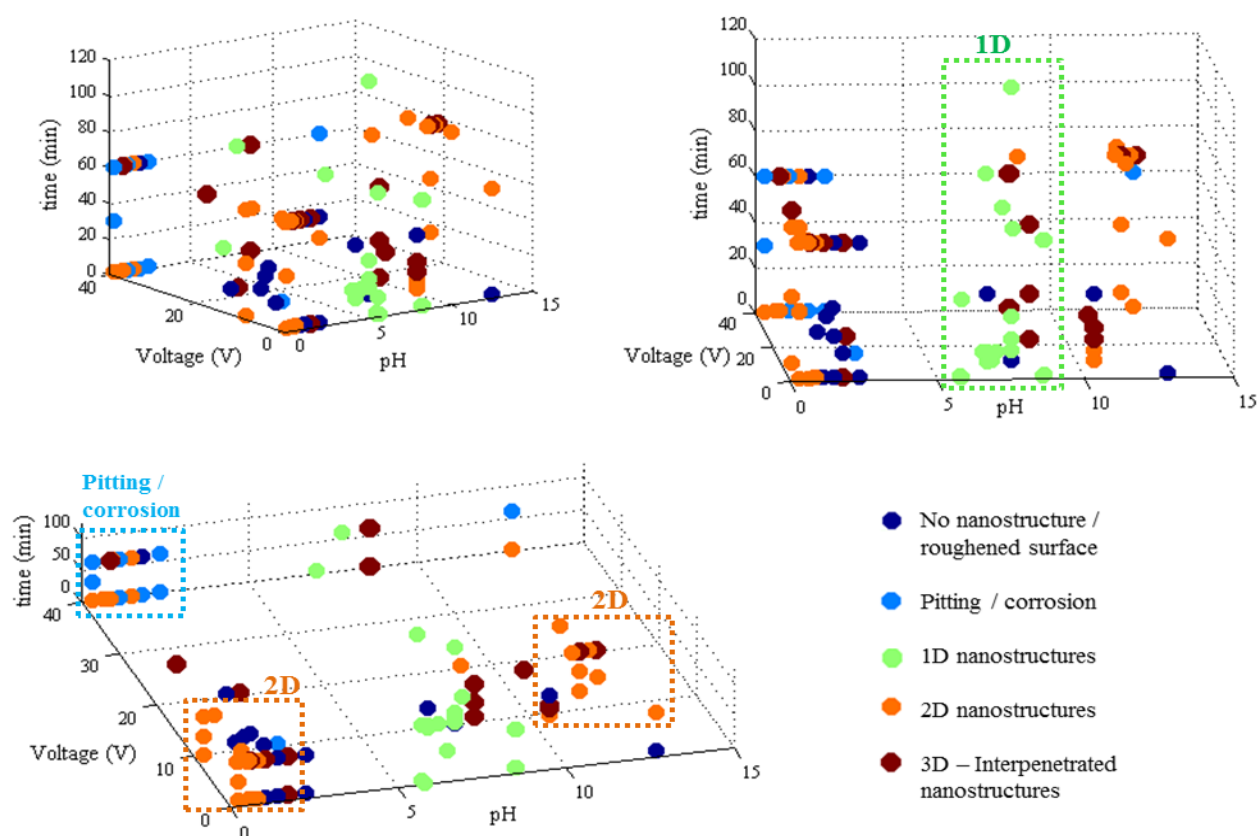 120
100
80
60
40
20
0
time (min)
40
20
0
Voltage (V)
0
5
10
15
pH
1D
120
100
80
60
40
20
0
time (min)
40
20
0
Voltage (V)
0
5
10
15
pH
Pitting /
corrosion
100
50
0
time (min)
40
30
20
10
0
Voltage (V)
2D
2D
0
5
10
15
pH
No nanostructure /
roughened surface
Pitting / corrosion
1D nanostructures
2D nanostructures
3D – Interpenetrated
nanostructures